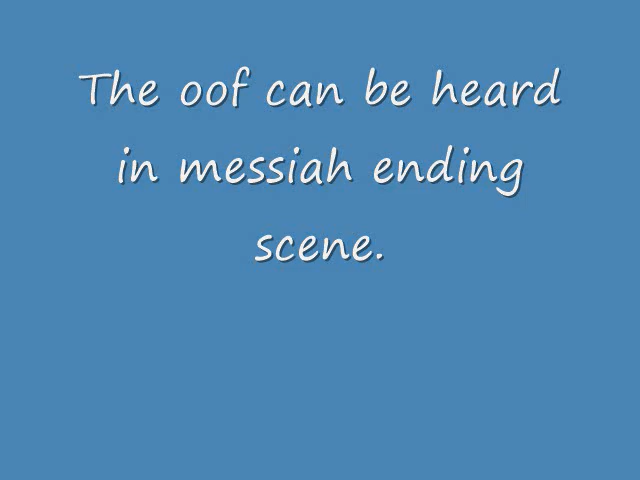 The oof can be heard
in messiah ending
scene.